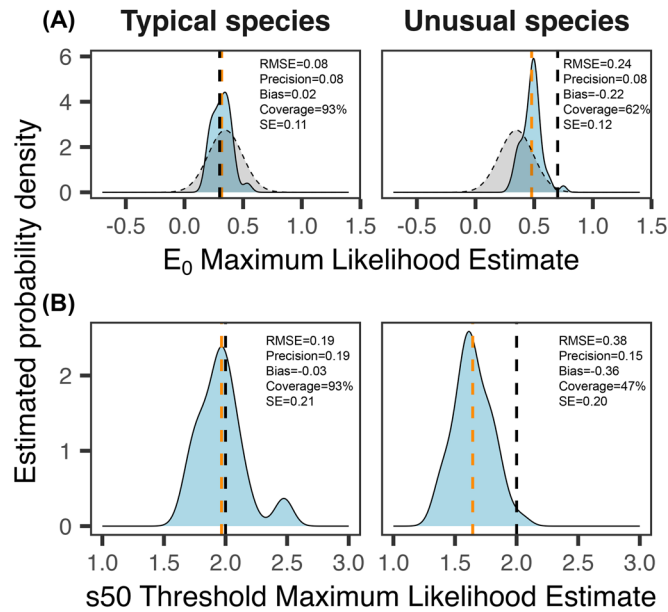 (A) Typical species Unusual species
Estimated probability density
6
4
2
0
RMSE=0.08
Precision=0.08
Bias=0.02
Coverage=93%
SE=0.11
RMSE=0.24
Precision=0.08
Bias=-0.22
Coverage=62%
SE=0.12
-0.5 0.0 0.5 1.0 1.5 -0.5 0.0 0.5 1.0 1.5
E₀ Maximum Likelihood Estimate
(B)
2
1
0
RMSE=0.19
Precision=0.19
Bias=-0.03
Coverage=93%
SE=0.21
RMSE=0.38
Precision=0.15
Bias=-0.36
Coverage=47%
SE=0.20
1.0 1.5 2.0 2.5 3.0 1.0 1.5 2.0 2.5 3.0
s50 Threshold Maximum Likelihood Estimate